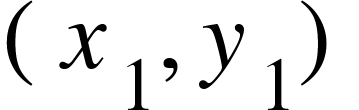 (x₁, y₁)